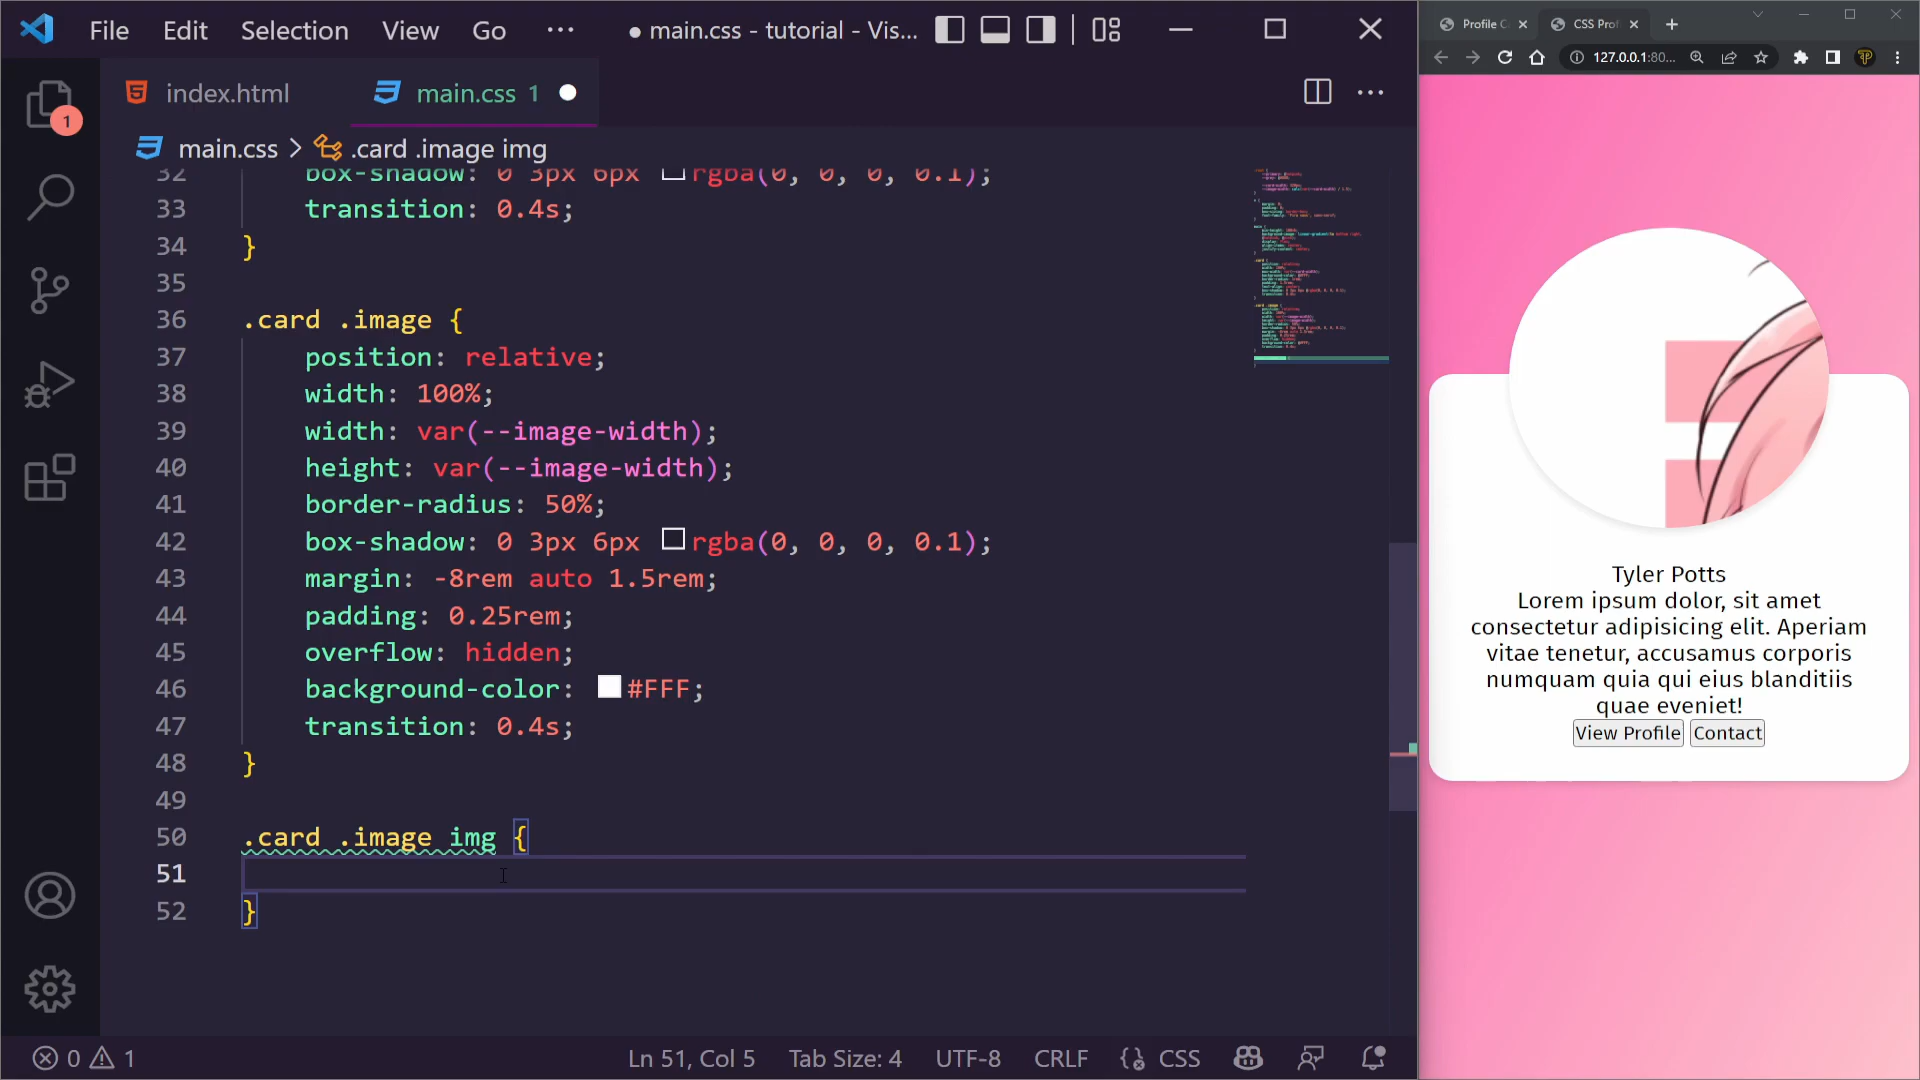 File Edit Selection View Go ··· ● main.css - tutorial - Vis...
index.html
main.css 1
main.css > .card .image img
32 box-shadow: 0 3px 6px rgba(0, 0, 0, 0.1);
33 transition: 0.4s;
34 }
35
36 .card .image {
37 position: relative;
38 width: 100%;
39 width: var(--image-width);
40 height: var(--image-width);
41 border-radius: 50%;
42 box-shadow: 0 3px 6px rgba(0, 0, 0, 0.1);
43 margin: -8rem auto 1.5rem;
44 padding: 0.25rem;
45 overflow: hidden;
46 background-color: #FFF;
47 transition: 0.4s;
48 }
49
50 .card .image img {
51
52 }
1
0 1
Ln 51, Col 5 Tab Size: 4 UTF-8 CRLF CSS
Profile C
CSS Prof
127.0.0.1:80...
Tyler Potts
Lorem ipsum dolor, sit amet
consectetur adipisicing elit. Aperiam
vitae tenetur, accusamus corporis
numquam quia qui eius blanditiis
quae eveniet!
View Profile Contact